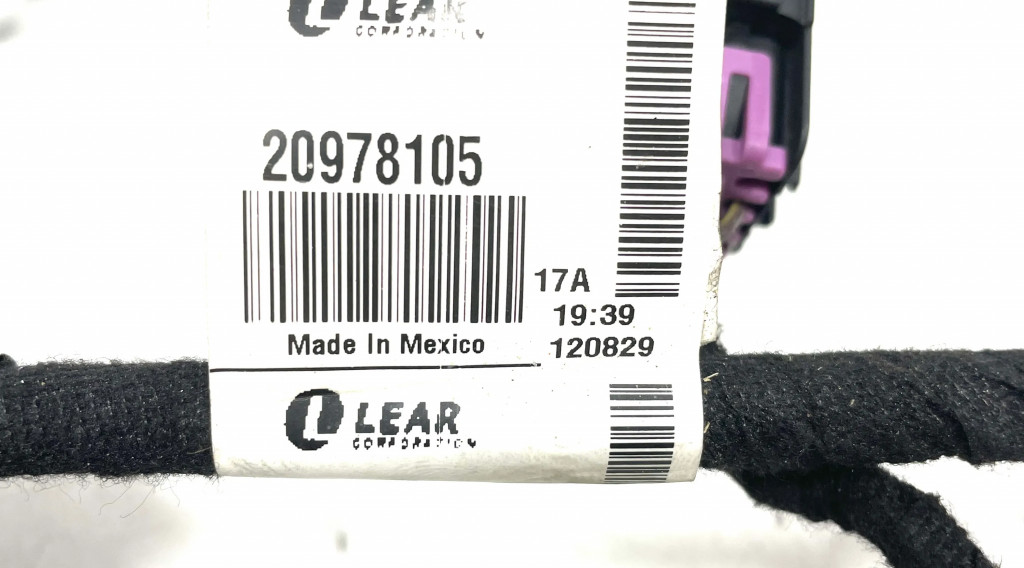 LEAR
CORPORATION
20978105
17A
19:39
Made In Mexico
120829
LEAR
CORPORATION